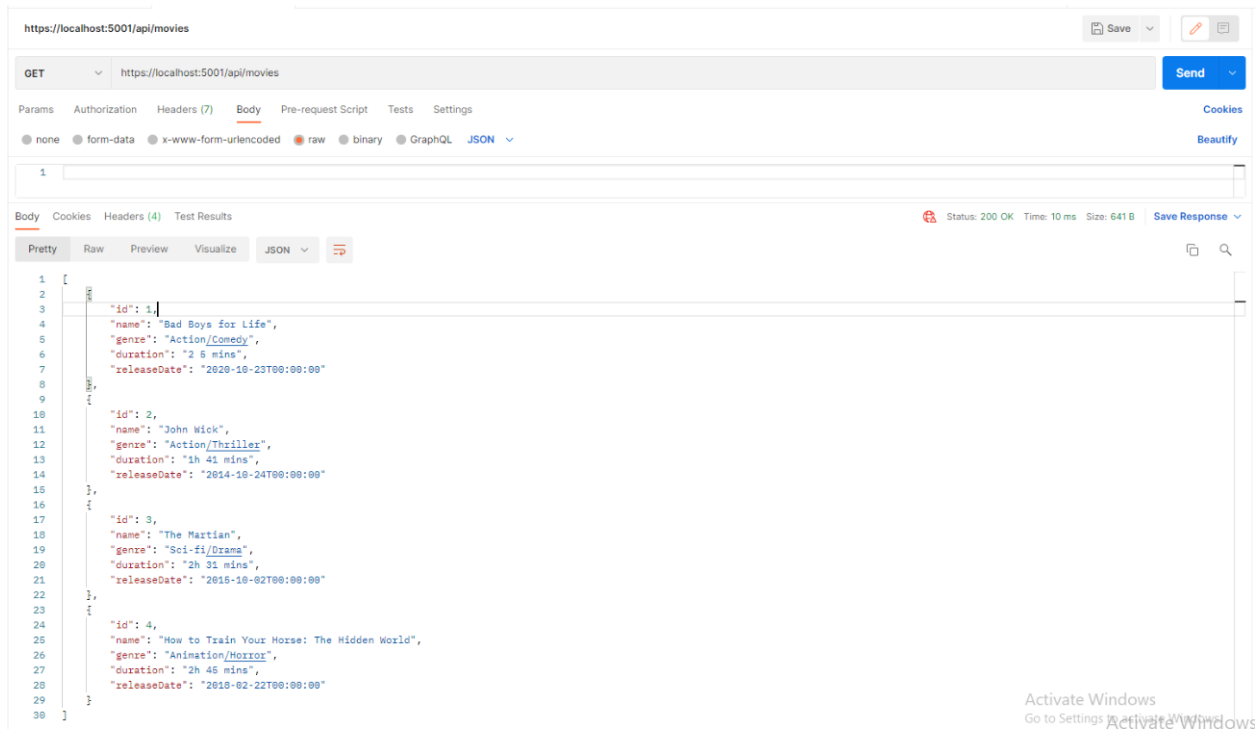 https://localhost:5001/api/movies
Save
GET https://localhost:5001/api/movies Send
Params Authorization Headers (7) Body Pre-request Script Tests Settings Cookies
none form-data x-www-form-urlencoded raw binary GraphQL JSON Beautify
1
Body Cookies Headers (4) Test Results Status: 200 OK Time: 10 ms Size: 641 B Save Response
Pretty Raw Preview Visualize JSON
1 [
2 {
3 "id": 1,
4 "name": "Bad Boys for Life",
5 "genre": "Action/Comedy",
6 "duration": "2 5 mins",
7 "releaseDate": "2020-10-23T00:00:00"
8 },
9 {
10 "id": 2,
11 "name": "John Wick",
12 "genre": "Action/Thriller",
13 "duration": "1h 41 mins",
14 "releaseDate": "2014-10-24T00:00:00"
15 },
16 {
17 "id": 3,
18 "name": "The Martian",
19 "genre": "Sci-fi/Drama",
20 "duration": "2h 31 mins",
21 "releaseDate": "2015-10-02T00:00:00"
22 },
23 {
24 "id": 4,
25 "name": "How to Train Your Horse: The Hidden World",
26 "genre": "Animation/Horror",
27 "duration": "2h 45 mins",
28 "releaseDate": "2018-02-22T00:00:00"
29 }
30 ]
Activate Windows
Go to Settings to activate Windows.
Activate Windows